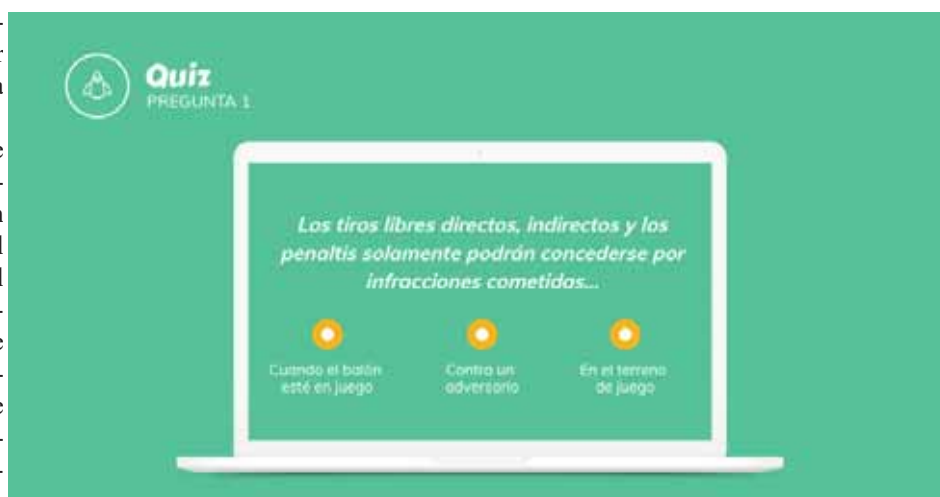 Quiz
PREGUNTA 1
Los tiros libres directos, indirectos y los
penaltis solamente podrán concederse por
infracciones cometidas...
Cuando el balón
esté en juego
Contra un
adversario
En el terreno
de juego